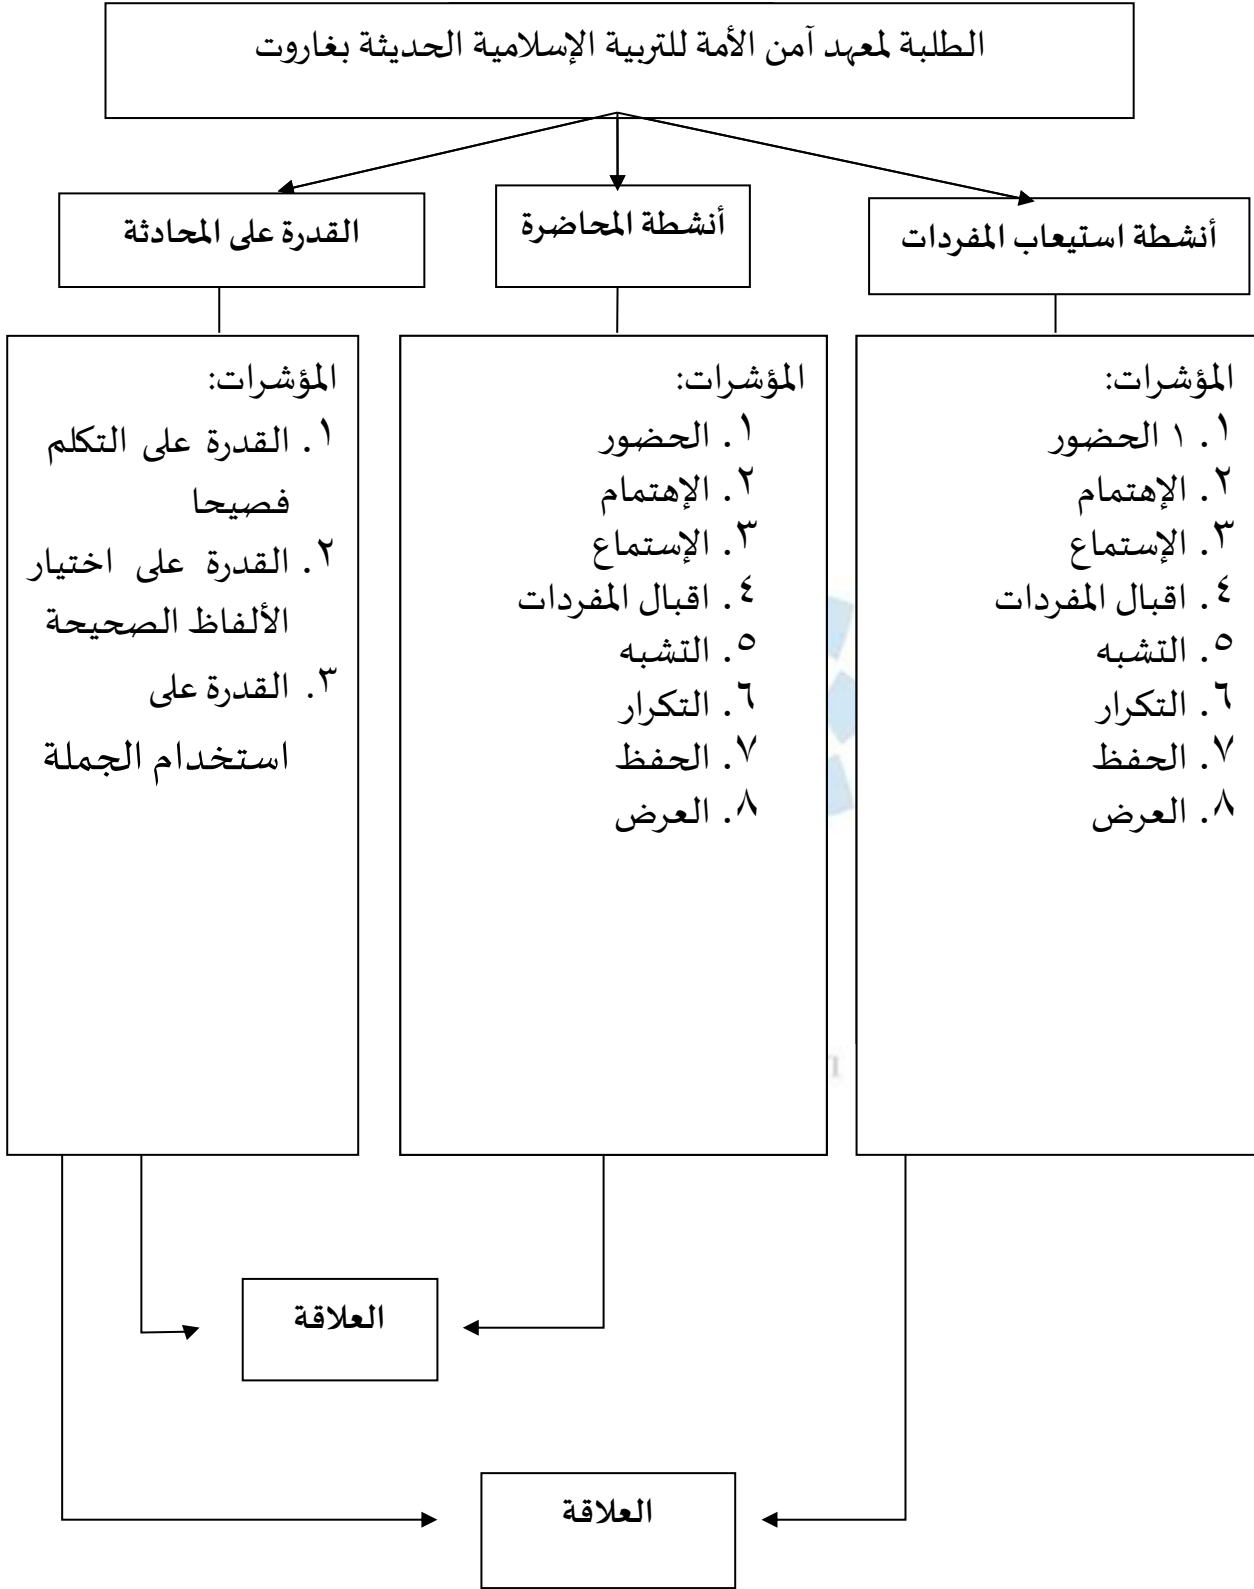 الطلبة لمعهد آمن الأمة للتربية الإسلامية الحديثة بغاروت
أنشطة استيعاب المفردات
أنشطة المحاضرة
القدرة على المحادثة
المؤشرات:
١. ١ الحضور
٢. الإهتمام
٣. الإستماع
٤. اقبال المفردات
٥. التشبه
٦. التكرار
٧. الحفظ
٨. العرض
المؤشرات:
١. الحضور
٢. الإهتمام
٣. الإستماع
٤. اقبال المفردات
٥. التشبه
٦. التكرار
٧. الحفظ
٨. العرض
المؤشرات:
١. القدرة على التكلم
فصيحا
٢. القدرة على اختيار
الألفاظ الصحيحة
٣. القدرة على
استخدام الجملة
العلاقة
العلاقة